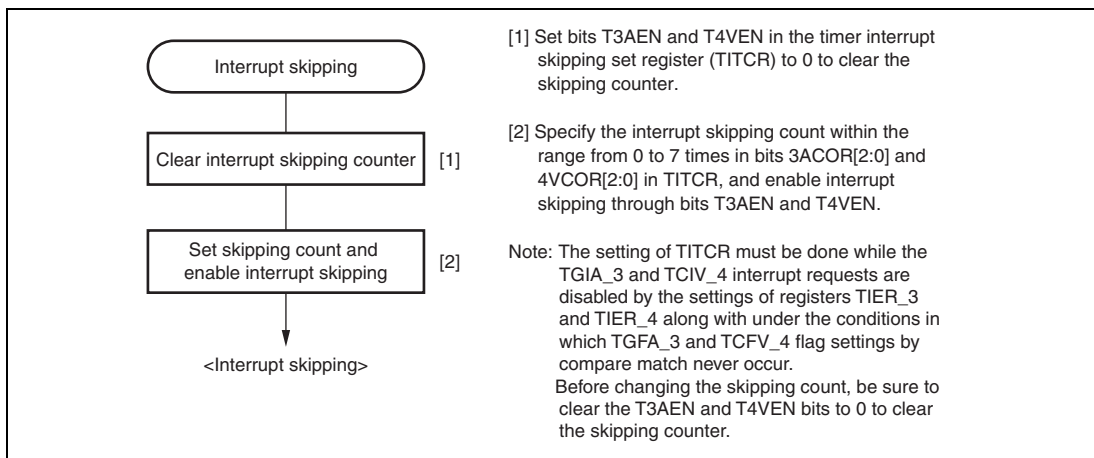 Interrupt skipping
Clear interrupt skipping counter
[1]
Set skipping count and
enable interrupt skipping
[2]
<Interrupt skipping>
[1] Set bits T3AEN and T4VEN in the timer interrupt
skipping set register (TITCR) to 0 to clear the
skipping counter.
[2] Specify the interrupt skipping count within the
range from 0 to 7 times in bits 3ACOR[2:0] and
4VCOR[2:0] in TITCR, and enable interrupt
skipping through bits T3AEN and T4VEN.
Note: The setting of TITCR must be done while the
TGIA_3 and TCIV_4 interrupt requests are
disabled by the settings of registers TIER_3
and TIER_4 along with under the conditions in
which TGFA_3 and TCFV_4 flag settings by
compare match never occur.
Before changing the skipping count, be sure to
clear the T3AEN and T4VEN bits to 0 to clear
the skipping counter.